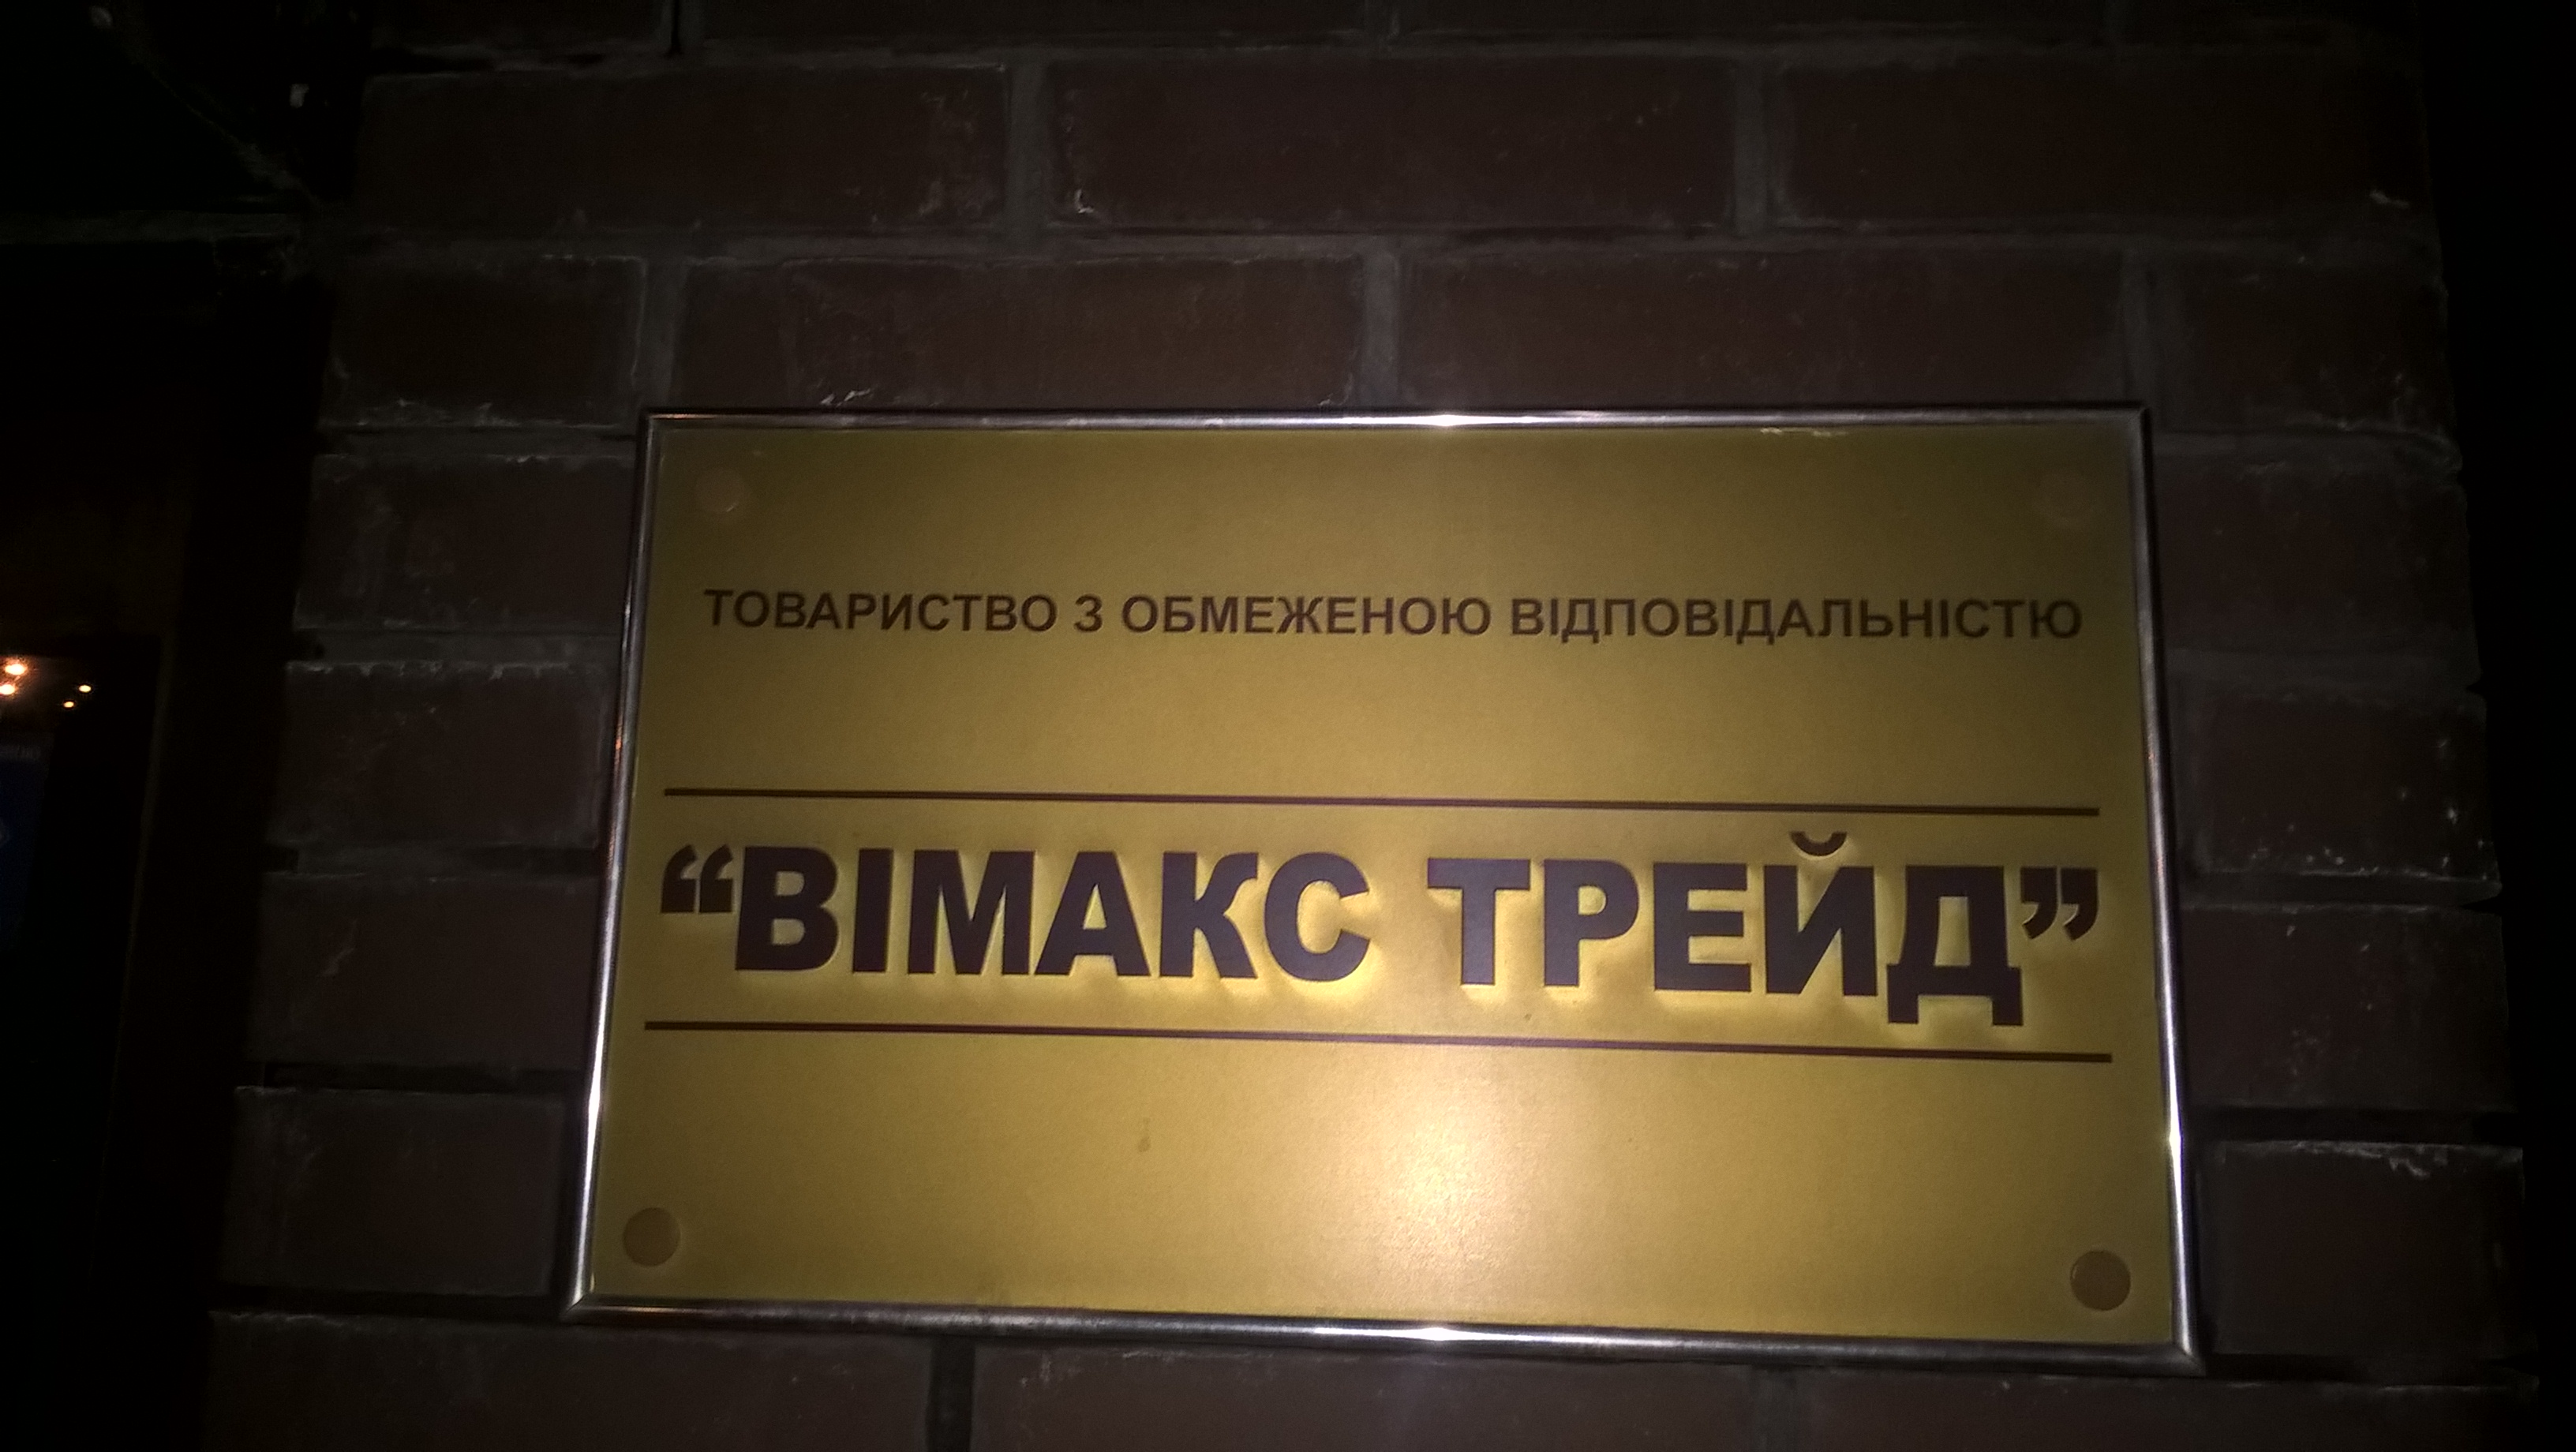 ТОВАРИСТВО З ОБМЕЖЕНОЮ ВІДПОВІДАЛЬНІСТЮ
“ВІМАКС ТРЕЙД”